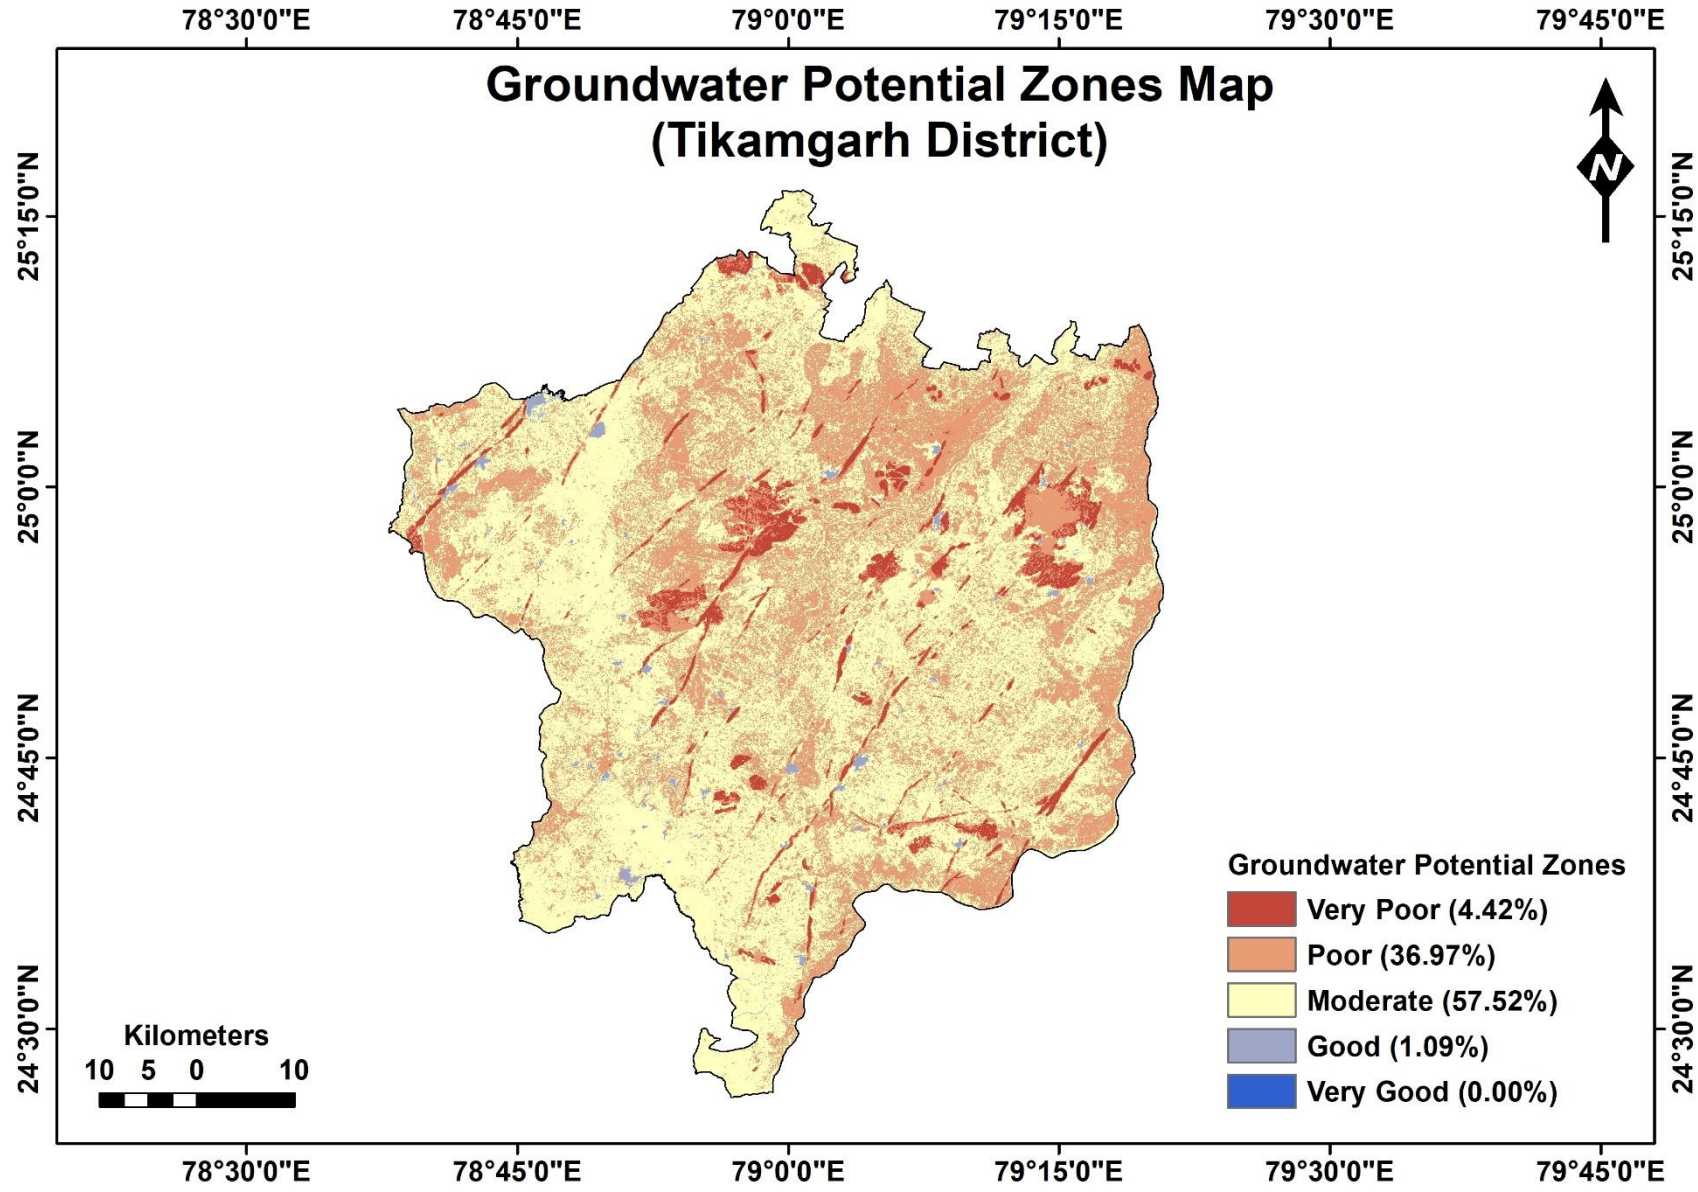 78°30'0"E 78°45'0"E 79°0'0"E 79°15'0"E 79°30'0"E 79°45'0"E
Groundwater Potential Zones Map
(Tikamgarh District)
N
25°15'0"N 25°15'0"N
25°0'0"N 25°0'0"N
24°45'0"N 24°45'0"N
24°30'0"N 24°30'0"N
Groundwater Potential Zones
Very Poor (4.42%)
Poor (36.97%)
Moderate (57.52%)
Good (1.09%)
Very Good (0.00%)
Kilometers
10 5 0 10
78°30'0"E 78°45'0"E 79°0'0"E 79°15'0"E 79°30'0"E 79°45'0"E